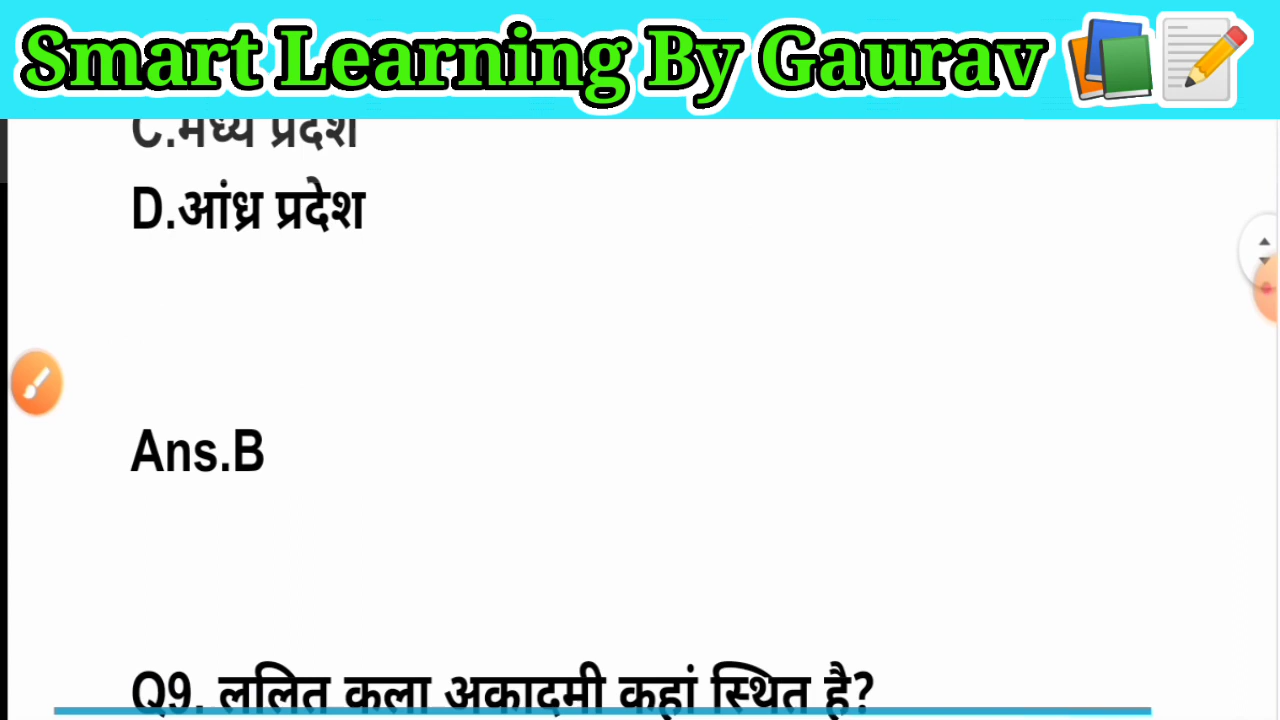 Smart Learning By Gaurav
C.मध्य प्रदेश
D.आंध्र प्रदेश
Ans.B
Q9. ललित कला अकादमी कहां स्थित है?